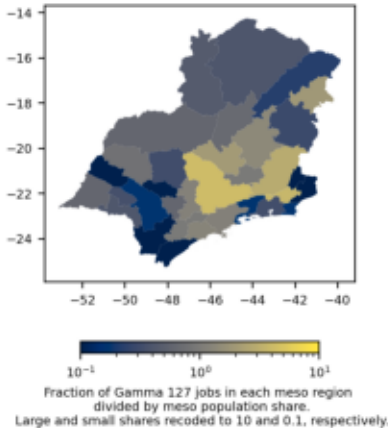 −14
−16
−18
−20
−22
−24
−52 −50 −48 −46 −44 −42 −40
10⁻¹ 10⁰ 10¹
Fraction of Gamma 127 jobs in each meso region
divided by meso population share.
Large and small shares recoded to 10 and 0.1, respectively